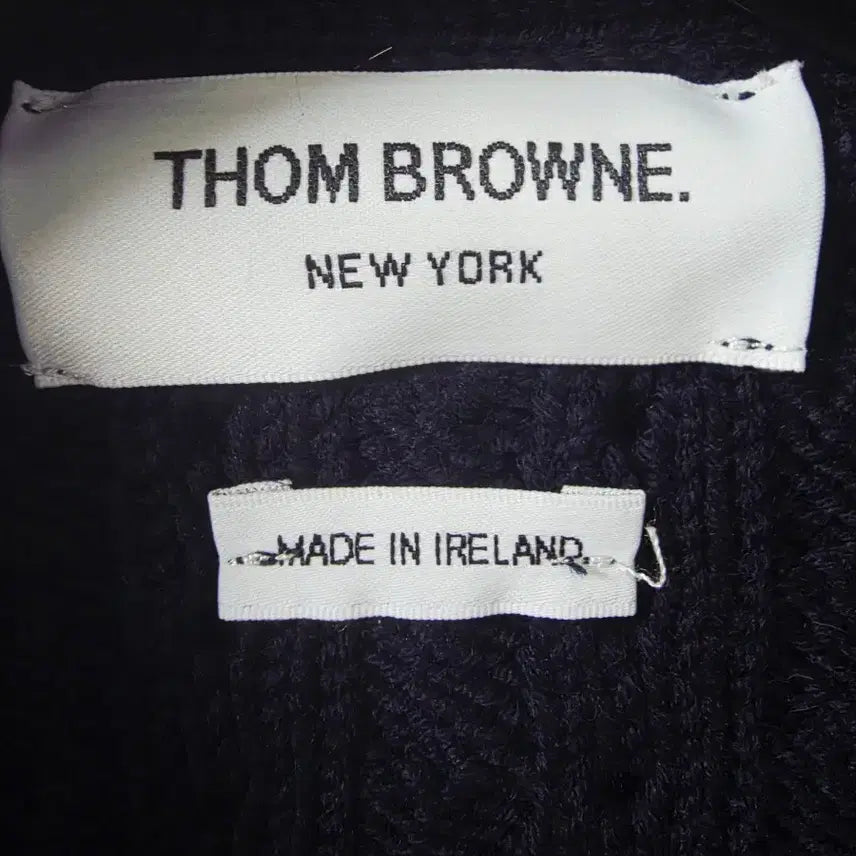 THOM BROWNE.
NEW YORK
MADE IN IRELAND